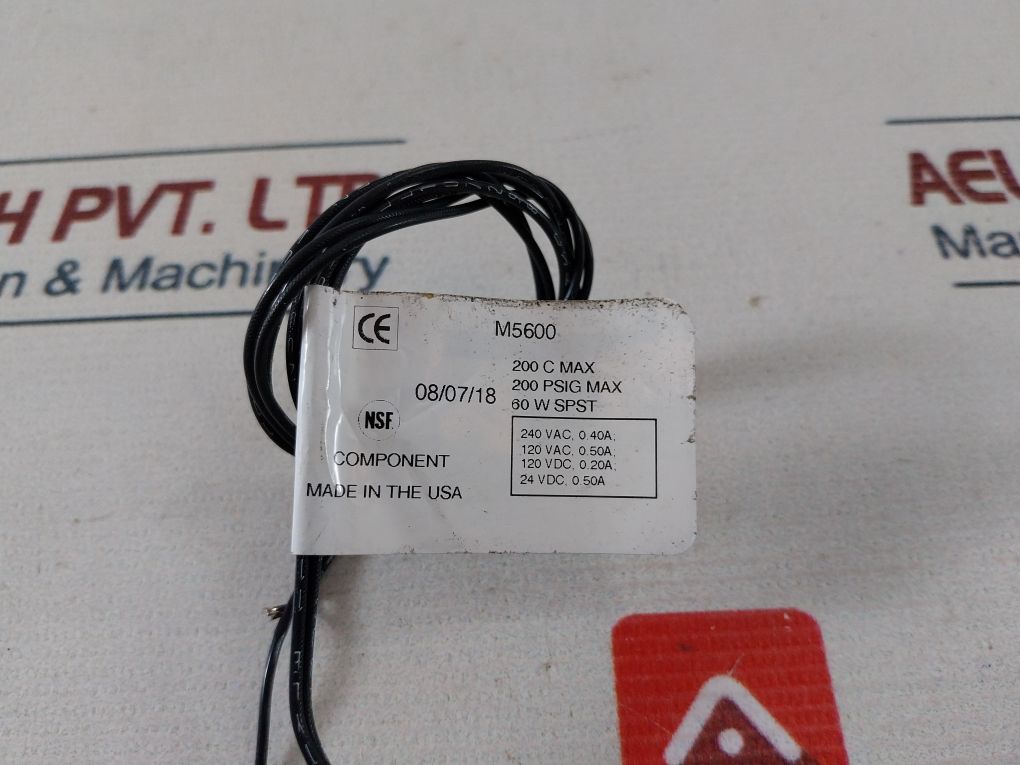 H PVT. LTD
n & Machinery
AEL
Ma
CE
M5600
200 C MAX
200 PSIG MAX
60 W SPST
08/07/18
NSF.
COMPONENT
MADE IN THE USA
240 VAC, 0.40A;
120 VAC, 0.50A;
120 VDC, 0.20A;
24 VDC, 0.50A